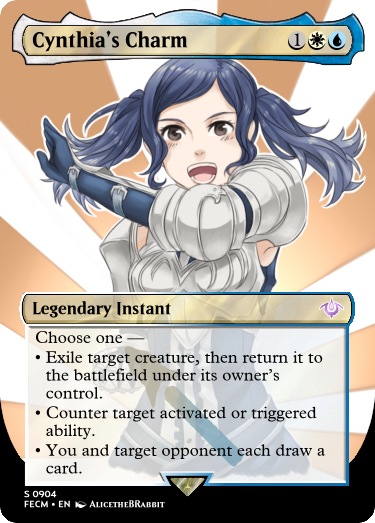 Cynthia's Charm 1
Legendary Instant
Choose one —
• Exile target creature, then return it to
the battlefield under its owner's
control.
• Counter target activated or triggered
ability.
• You and target opponent each draw a
card.
S 0904
FECM • EN AlicetheBRabbit